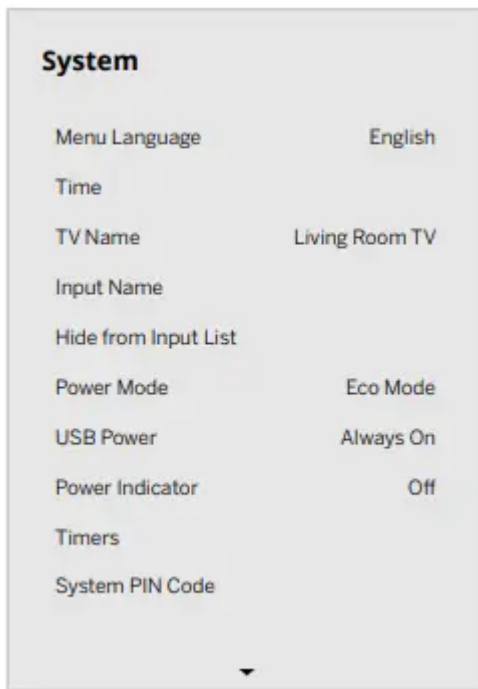 System
Menu Language English
Time
TV Name Living Room TV
Input Name
Hide from Input List
Power Mode Eco Mode
USB Power Always On
Power Indicator Off
Timers
System PIN Code